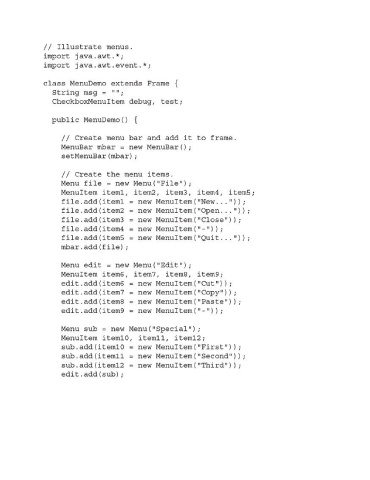 // Illustrate menus.
import java.awt.*;
import java.awt.event.*;

class MenuDemo extends Frame {
  String msg = "";
  CheckboxMenuItem debug, test;

  public MenuDemo() {

    // Create menu bar and add it to frame.
    MenuBar mbar = new MenuBar();
    setMenuBar(mbar);

    // Create the menu items.
    Menu file = new Menu("File");
    MenuItem item1, item2, item3, item4, item5;
    file.add(item1 = new MenuItem("New..."));
    file.add(item2 = new MenuItem("Open..."));
    file.add(item3 = new MenuItem("Close"));
    file.add(item4 = new MenuItem("-"));
    file.add(item5 = new MenuItem("Quit..."));
    mbar.add(file);

    Menu edit = new Menu("Edit");
    MenuItem item6, item7, item8, item9;
    edit.add(item6 = new MenuItem("Cut"));
    edit.add(item7 = new MenuItem("Copy"));
    edit.add(item8 = new MenuItem("Paste"));
    edit.add(item9 = new MenuItem("-"));

    Menu sub = new Menu("Special");
    MenuItem item10, item11, item12;
    sub.add(item10 = new MenuItem("First"));
    sub.add(item11 = new MenuItem("Second"));
    sub.add(item12 = new MenuItem("Third"));
    edit.add(sub);